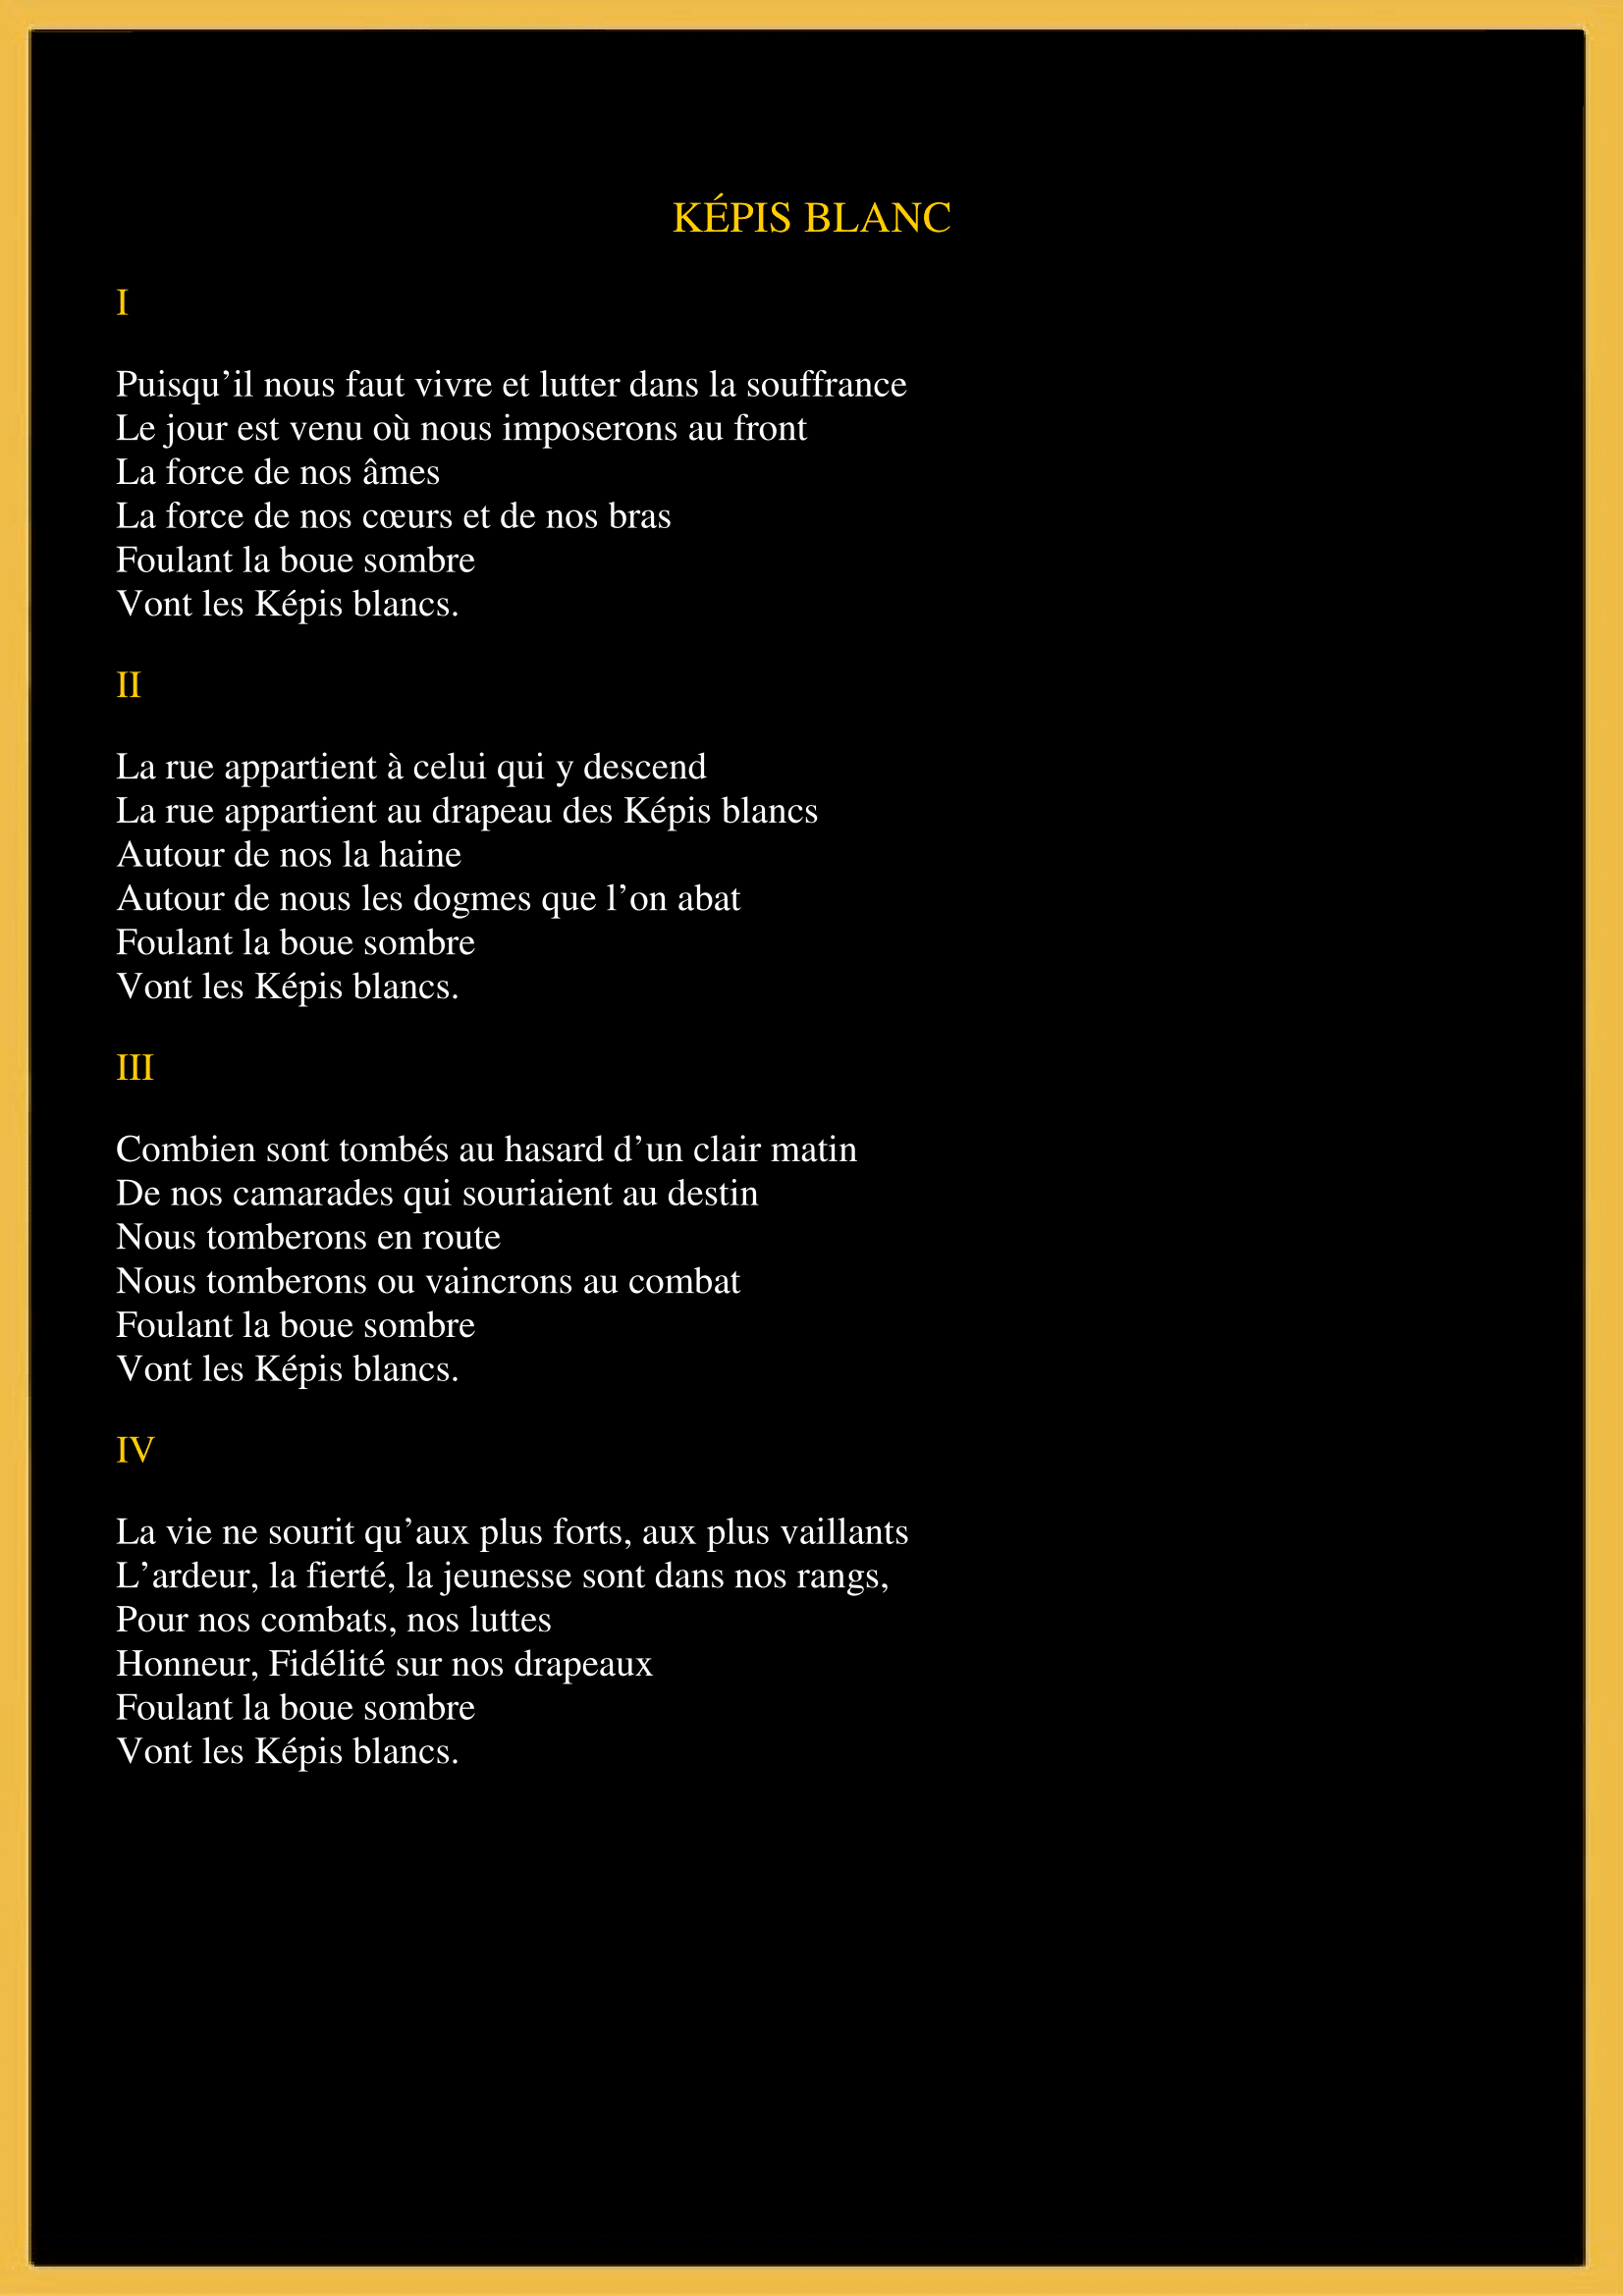 KÉPIS BLANC
I
Puisqu’il nous faut vivre et lutter dans la souffrance
Le jour est venu où nous imposerons au front
La force de nos âmes
La force de nos cœurs et de nos bras
Foulant la boue sombre
Vont les Képis blancs.
II
La rue appartient à celui qui y descend
La rue appartient au drapeau des Képis blancs
Autour de nos la haine
Autour de nous les dogmes que l’on abat
Foulant la boue sombre
Vont les Képis blancs.
III
Combien sont tombés au hasard d’un clair matin
De nos camarades qui souriaient au destin
Nous tomberons en route
Nous tomberons ou vaincrons au combat
Foulant la boue sombre
Vont les Képis blancs.
IV
La vie ne sourit qu’aux plus forts, aux plus vaillants
L’ardeur, la fierté, la jeunesse sont dans nos rangs,
Pour nos combats, nos luttes
Honneur, Fidélité sur nos drapeaux
Foulant la boue sombre
Vont les Képis blancs.